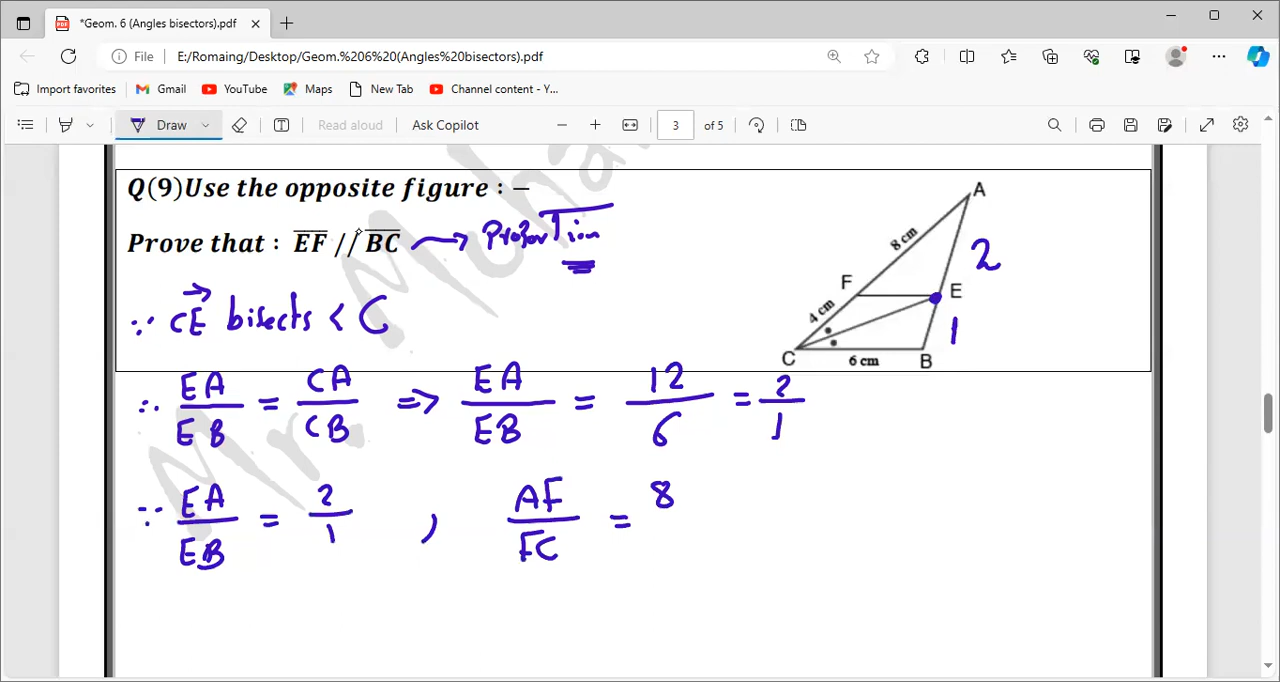 *Geom. 6 (Angles bisectors).pdf
File E:/Romaing/Desktop/Geom.%206%20(Angles%20bisectors).pdf
Import favorites Gmail YouTube Maps New Tab Channel content - Y...
Draw Read aloud Ask Copilot 3 of 5
Q(9)Use the opposite figure : −
Prove that : EF // BC → Proportion
∵ CE bisects < C
∴ EA/EB = CA/CB ⇒ EA/EB = 12/6 = 2/1
∵ EA/EB = 2/1 , AF/FC = 8
A
8 cm
2
F
E
4 cm
1
C
6 cm
B
Mr. Moha